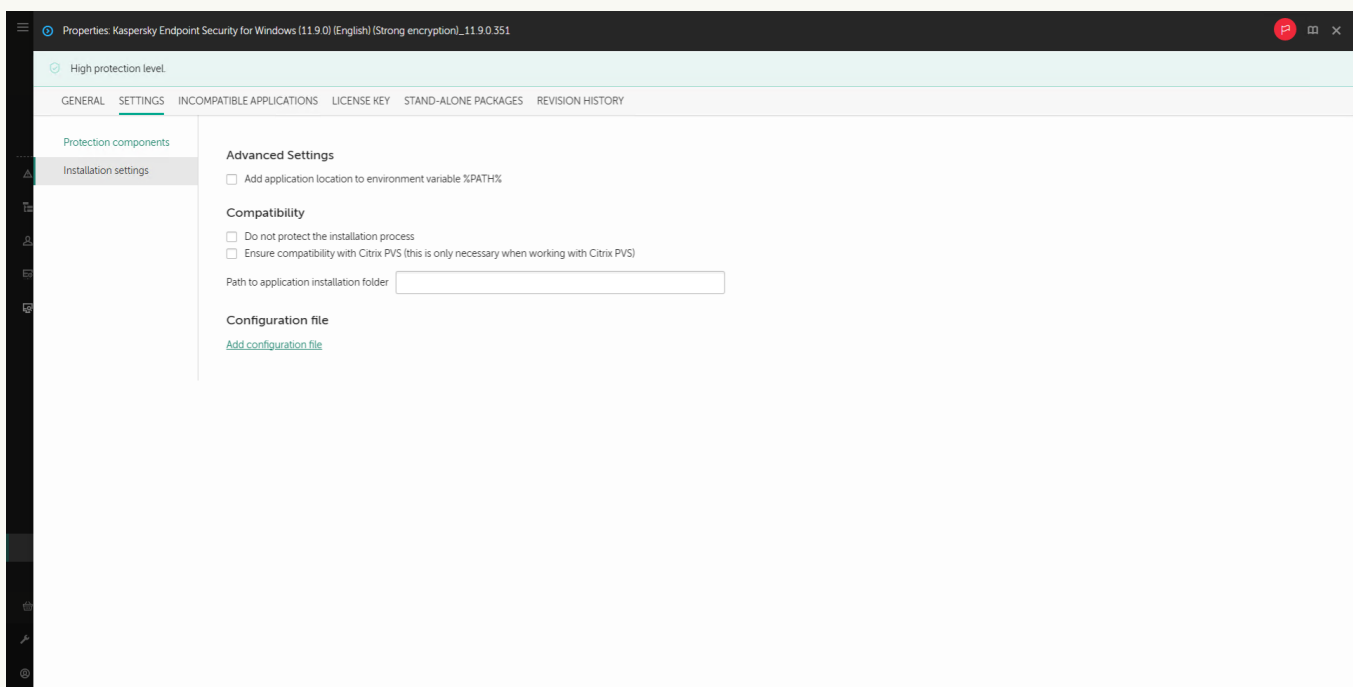 Properties: Kaspersky Endpoint Security for Windows (11.9.0) (English) (Strong encryption)_11.9.0.351
High protection level.
GENERAL SETTINGS INCOMPATIBLE APPLICATIONS LICENSE KEY STAND-ALONE PACKAGES REVISION HISTORY
Protection components
Installation settings
Advanced Settings
Add application location to environment variable %PATH%
Compatibility
Do not protect the installation process
Ensure compatibility with Citrix PVS (this is only necessary when working with Citrix PVS)
Path to application installation folder
Configuration file
Add configuration file